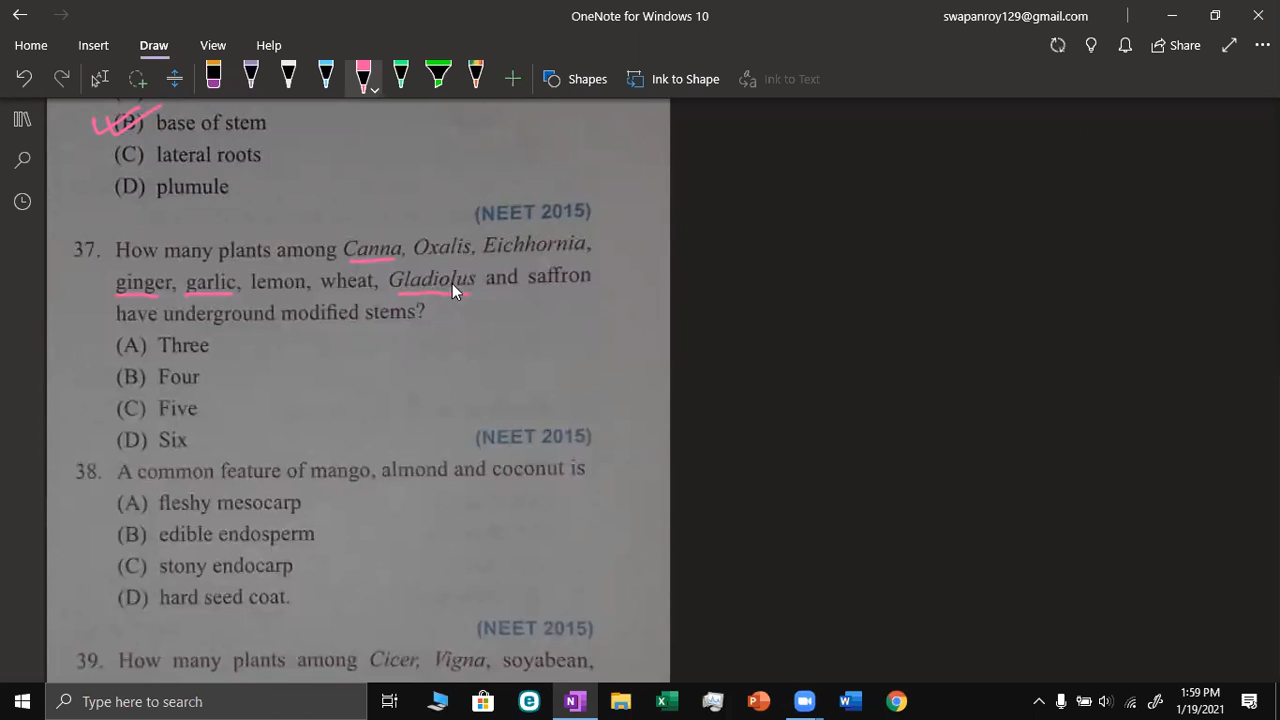 OneNote for Windows 10
swapanroy129@gmail.com
Home Insert Draw View Help
Share
Shapes
Ink to Shape
Ink to Text
(B) base of stem
(C) lateral roots
(D) plumule
(NEET 2015)
37. How many plants among Canna, Oxalis, Eichhornia,
ginger, garlic, lemon, wheat, Gladiolus and saffron
have underground modified stems?
(A) Three
(B) Four
(C) Five
(D) Six
(NEET 2015)
38. A common feature of mango, almond and coconut is
(A) fleshy mesocarp
(B) edible endosperm
(C) stony endocarp
(D) hard seed coat.
(NEET 2015)
39. How many plants among Cicer, Vigna, soyabean,
Type here to search
1:59 PM
1/19/2021